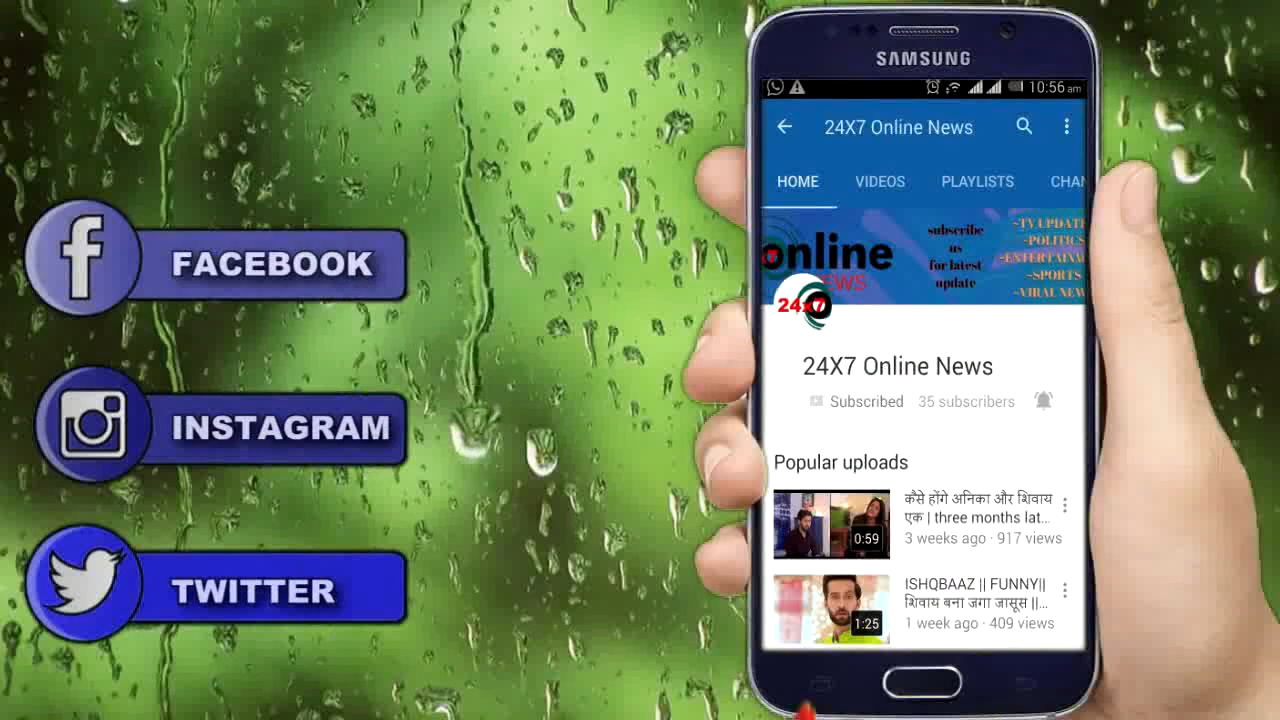 FACEBOOK
INSTAGRAM
TWITTER
SAMSUNG
10:56 am
24X7 Online News
HOME VIDEOS PLAYLISTS CHAN
online
NEWS
subscribe
us
for latest
update
~TV UPDATE
~POLITICS
~ENTERTAINM
~SPORTS
~VIRAL NEW
24x7
24X7 Online News
Subscribed 35 subscribers
Popular uploads
कैसे होंगे अनिका और शिवाय
एक | three months lat...
3 weeks ago · 917 views
0:59
ISHQBAAZ || FUNNY||
शिवाय बना जगा जासूस ||...
1 week ago · 409 views
1:25